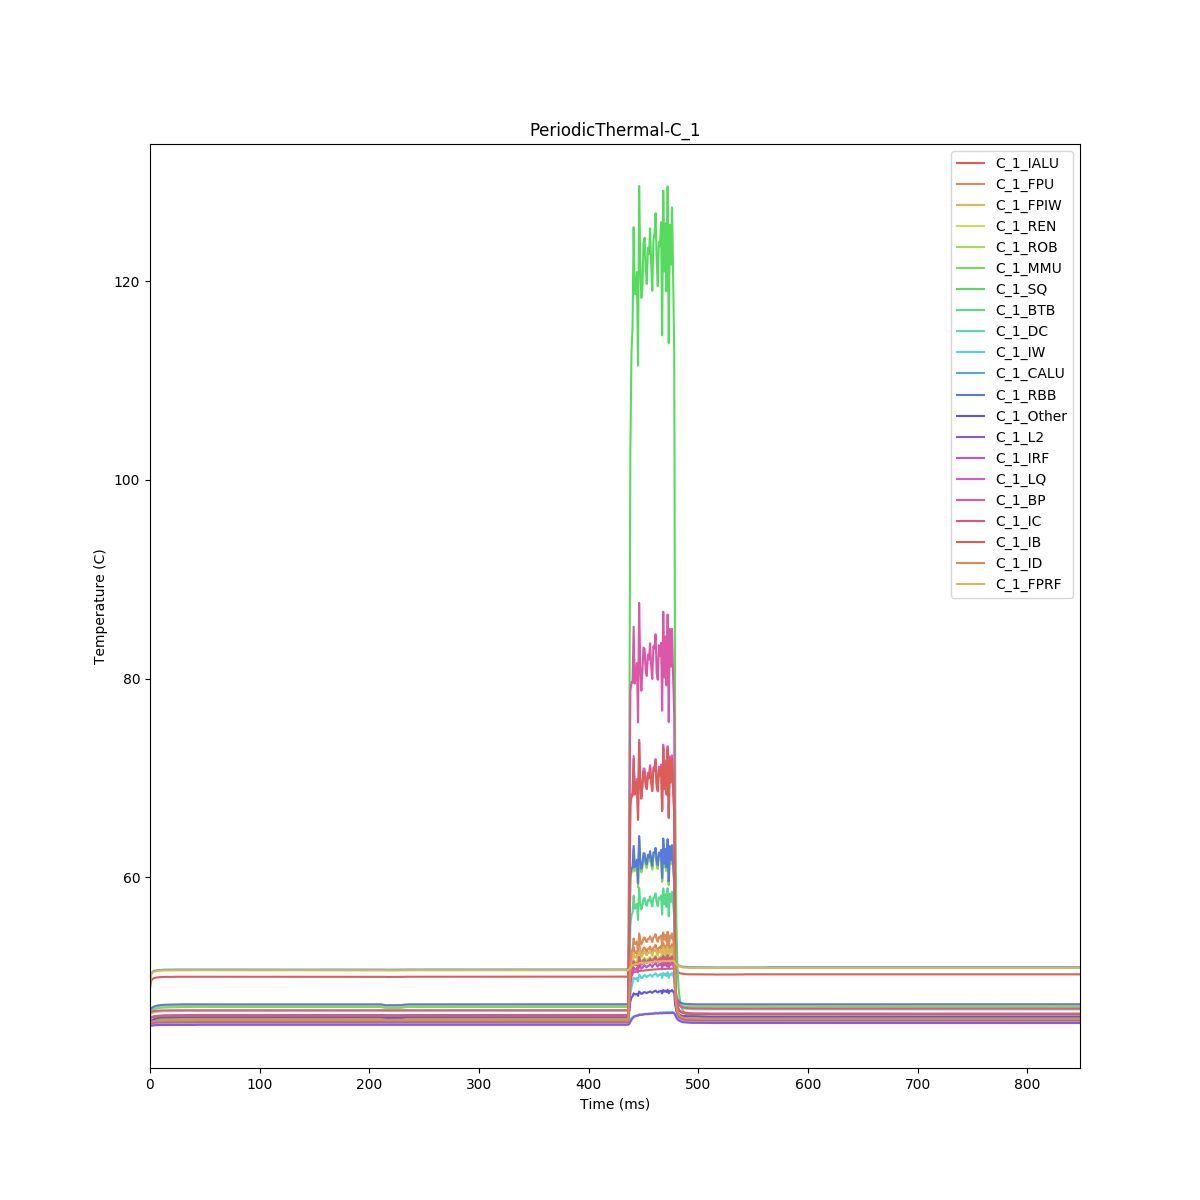 PeriodicThermal-C_1
C_1_IALU
C_1_FPU
C_1_FPIW
C_1_REN
C_1_ROB
C_1_MMU
C_1_SQ
C_1_BTB
C_1_DC
C_1_IW
C_1_CALU
C_1_RBB
C_1_Other
C_1_L2
C_1_IRF
C_1_LQ
C_1_BP
C_1_IC
C_1_IB
C_1_ID
C_1_FPRF
Temperature (C)
120
100
80
60
0 100 200 300 400 500 600 700 800
Time (ms)